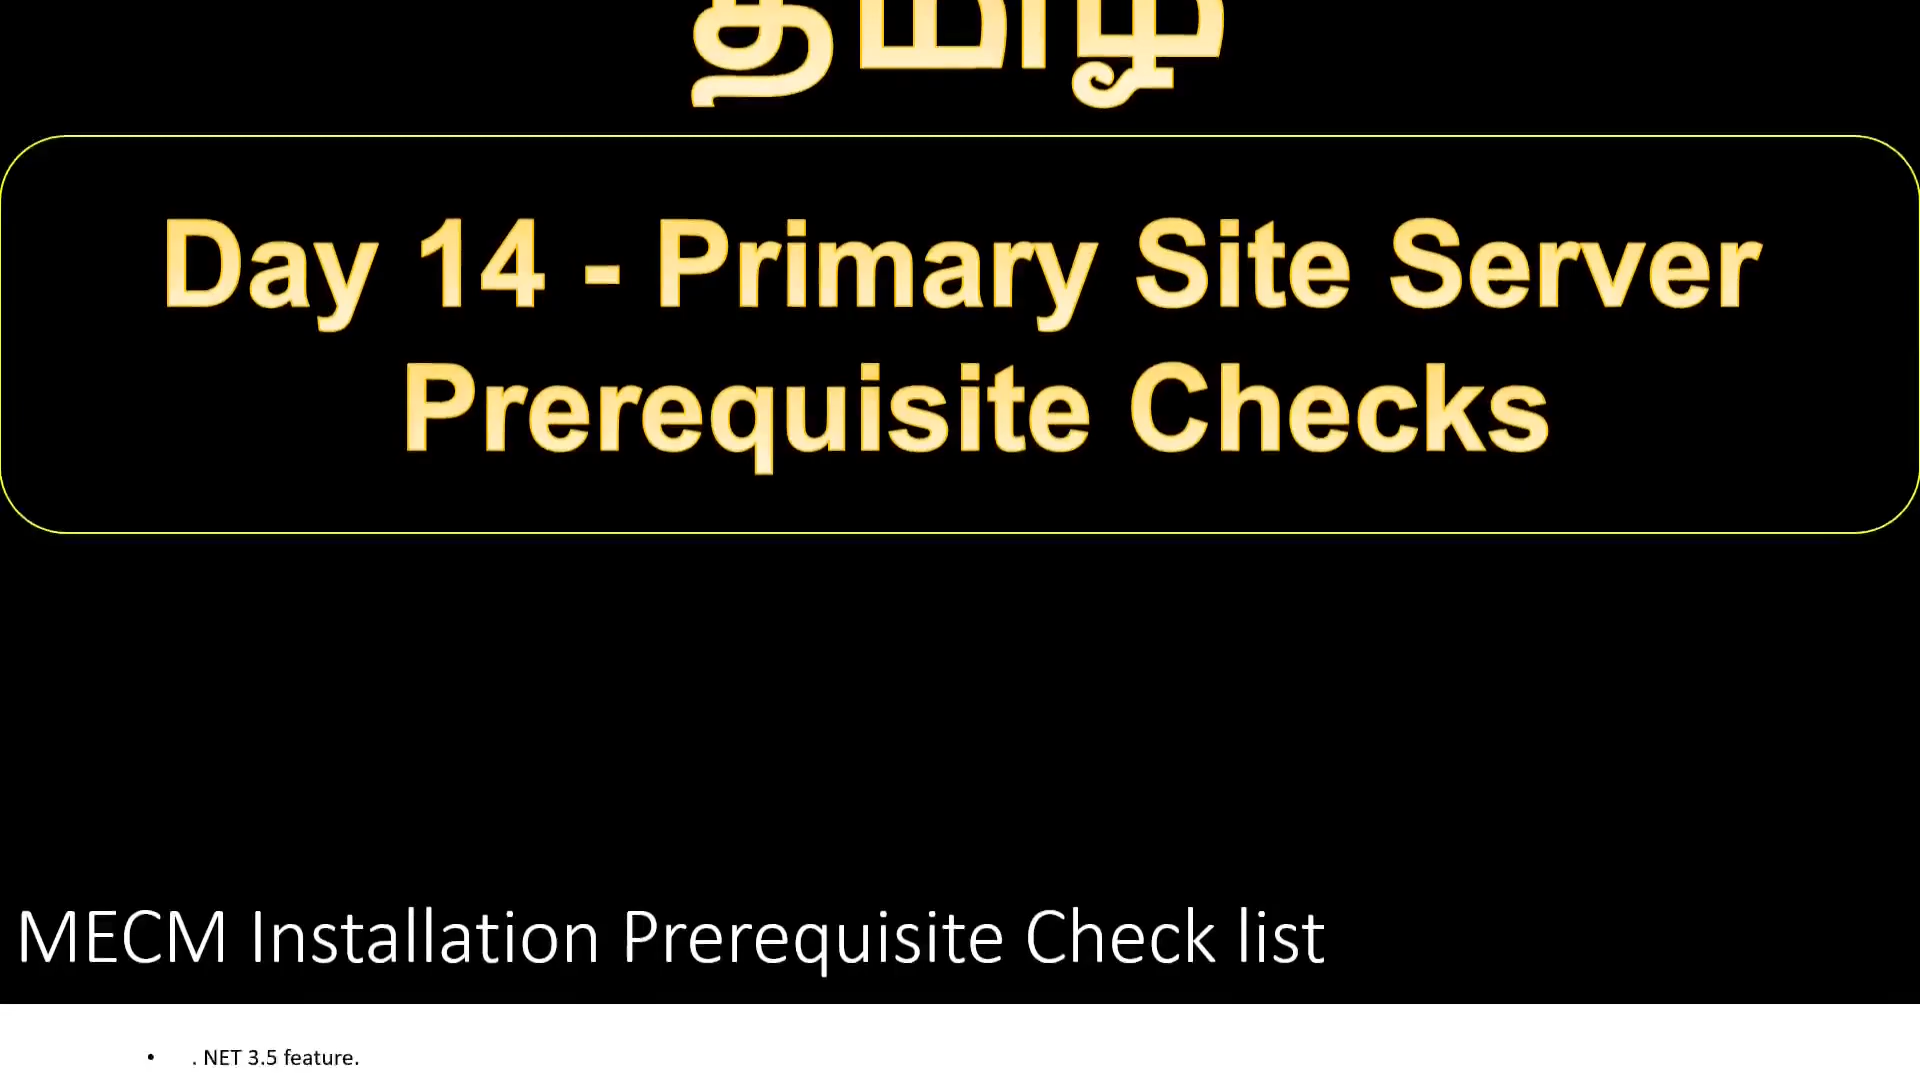 தமிழ்
Day 14 - Primary Site Server
Prerequisite Checks
MECM Installation Prerequisite Check list
• . NET 3.5 feature.